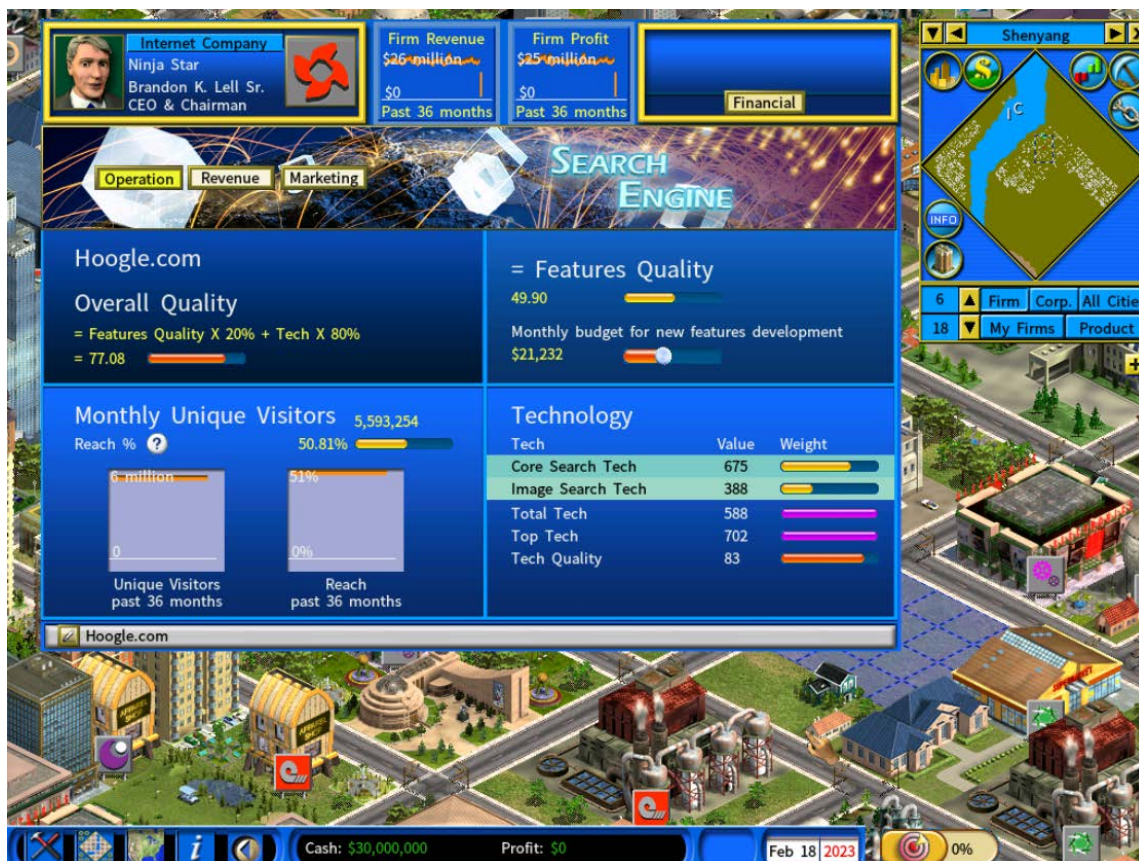 Internet Company
Ninja Star
Brandon K. Lell Sr.
CEO & Chairman
Firm Revenue
$26 million
$0
Past 36 months
Firm Profit
$25 million
$0
Past 36 months
Financial
Shenyang
Operation
Revenue
Marketing
SEARCH
ENGINE
INFO
Hoogle.com
Overall Quality
= Features Quality X 20% + Tech X 80%
= 77.08
= Features Quality
49.90
Monthly budget for new features development
$21,232
6 Firm Corp. All Citie
18 My Firms Product
Monthly Unique Visitors 5,593,254
Reach % ? 50.81%
6 million
0
Unique Visitors
past 36 months
51%
0%
Reach
past 36 months
Technology
Tech Value Weight
Core Search Tech 675
Image Search Tech 388
Total Tech 588
Top Tech 702
Tech Quality 83
Hoogle.com
APPAREL
SHOP
APPAREL
SHOP
Cash: $30,000,000 Profit: $0
Feb 18 2023
0%